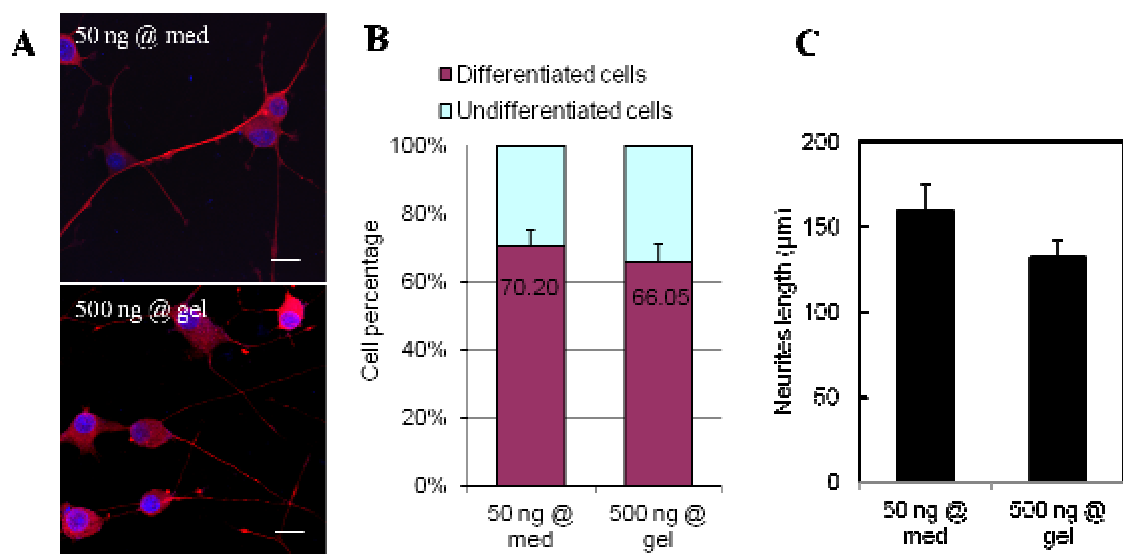 A
50 ng @ med
500 ng @ gel
B
Differentiated cells
Undifferentiated cells
100%
80%
60%
40%
20%
0%
Cell percentage
70.20
66.05
50 ng @
med
500 ng @
gel
C
200
150
100
50
0
Neurites length (µm)
50 ng @
med
500 ng @
gel